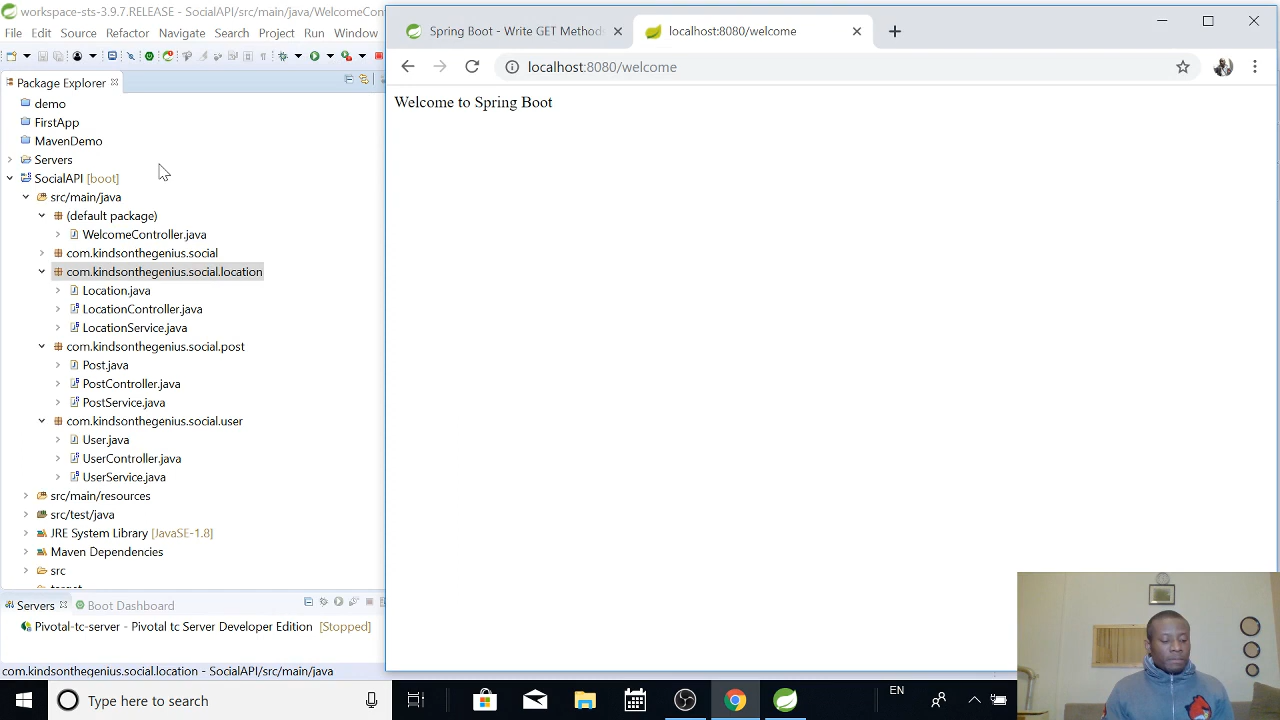 workspace-sts-3.9.7.RELEASE - SocialAPI/src/main/java/WelcomeCont
File Edit Source Refactor Navigate Search Project Run Window
Package Explorer
demo
FirstApp
MavenDemo
Servers
SocialAPI [boot]
src/main/java
(default package)
WelcomeController.java
com.kindsonthegenius.social
com.kindsonthegenius.social.location
Location.java
LocationController.java
LocationService.java
com.kindsonthegenius.social.post
Post.java
PostController.java
PostService.java
com.kindsonthegenius.social.user
User.java
UserController.java
UserService.java
src/main/resources
src/test/java
JRE System Library [JavaSE-1.8]
Maven Dependencies
src
Servers Boot Dashboard
Pivotal-tc-server - Pivotal tc Server Developer Edition [Stopped]
com.kindsonthegenius.social.location - SocialAPI/src/main/java
Spring Boot - Write GET Methods
localhost:8080/welcome
localhost:8080/welcome
Welcome to Spring Boot
Type here to search
EN